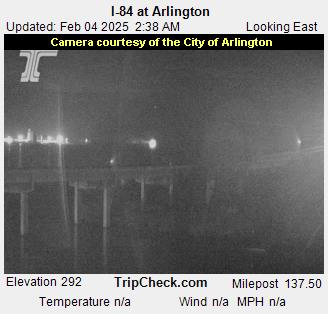 I-84 at Arlington
Updated: Feb 04 2025 2:38 AM Looking East
Camera courtesy of the City of Arlington
Elevation 292 TripCheck.com Milepost 137.50
Temperature n/a Wind n/a MPH n/a